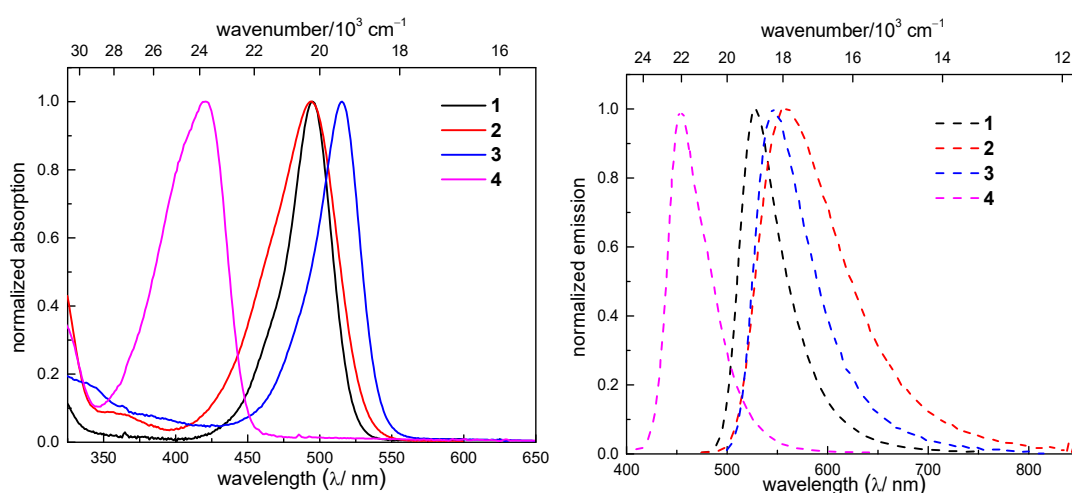 wavenumber/10³ cm⁻¹
30 28 26 24 22 20 18 16
1.0
0.8
0.6
0.4
0.2
0.0
normalized absorption
1
2
3
4
350 400 450 500 550 600 650
wavelength (λ/ nm)
wavenumber/10³ cm⁻¹
24 22 20 18 16 14 12
1.0
0.8
0.6
0.4
0.2
0.0
normalized emission
1
2
3
4
400 500 600 700 800
wavelength (λ/ nm)